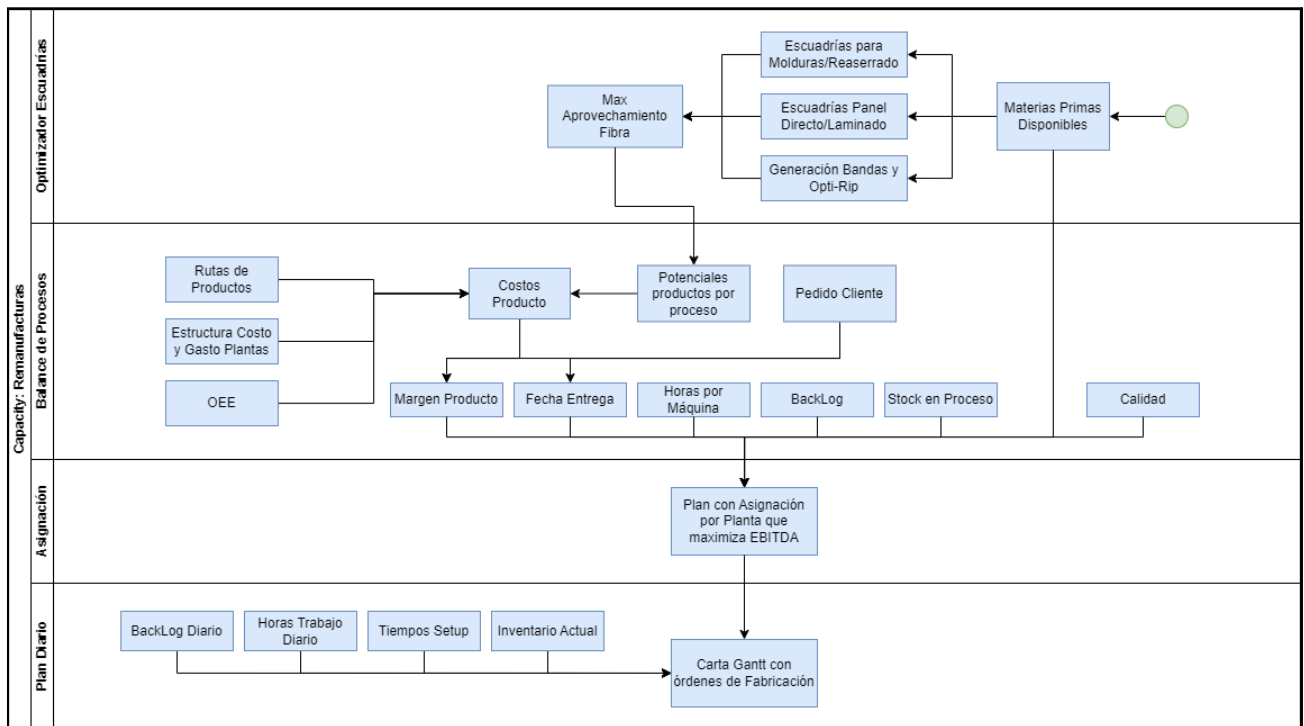 Capacity: Remanufacturas
Optimizador Escuadrías
Escuadrías para
Molduras/Reaserrado
Max
Aprovechamiento
Fibra
Escuadrías Panel
Directo/Laminado
Materias Primas
Disponibles
Generación Bandas y
Opti-Rip
Balance de Procesos
Rutas de
Productos
Costos
Producto
Potenciales
productos por
proceso
Pedido Cliente
Estructura Costo
y Gasto Plantas
OEE
Margen Producto
Fecha Entrega
Horas por
Máquina
BackLog
Stock en Proceso
Calidad
Asignación
Plan con Asignación
por Planta que
maximiza EBITDA
Plan Diario
BackLog Diario
Horas Trabajo
Diario
Tiempos Setup
Inventario Actual
Carta Gantt con
órdenes de Fabricación